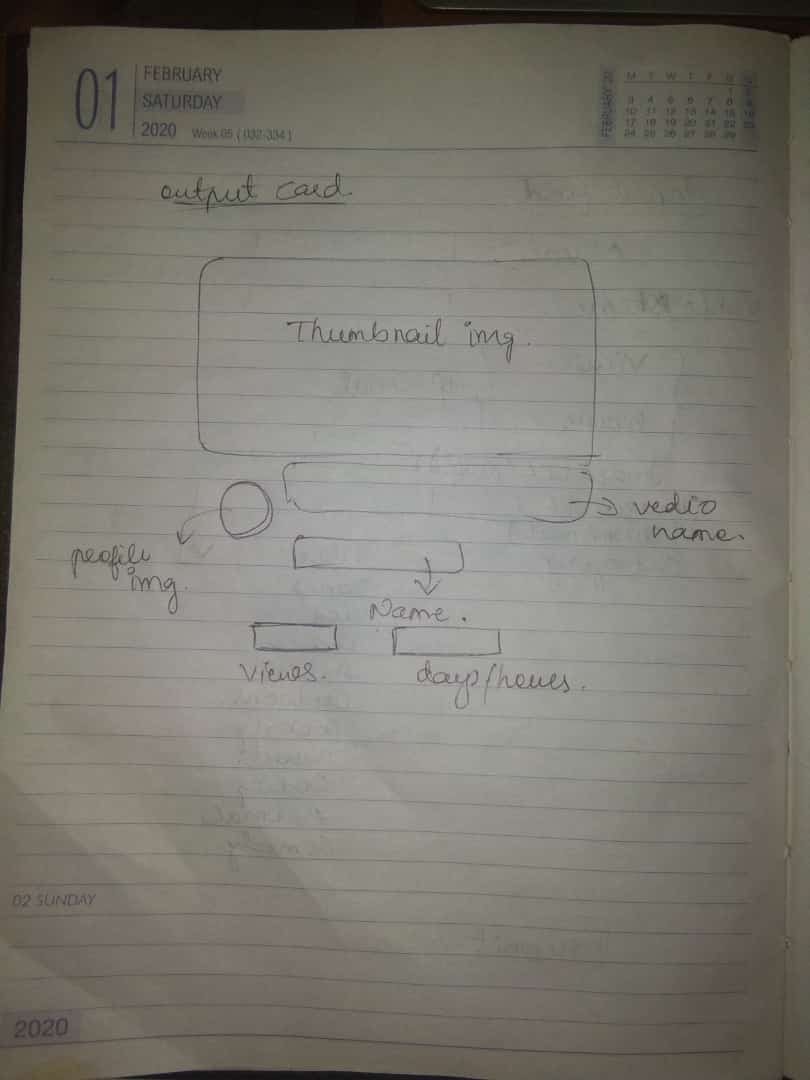 01
FEBRUARY
SATURDAY
2020 Week 05 (032-334)
FEBRUARY 20
M T W T F S S
1 2
3 4 5 6 7 8 9
10 11 12 13 14 15 16
17 18 19 20 21 22 23
24 25 26 27 28 29
output card.
Thumbnail img.
vedio
name.
profile
img.
Name.
views.
days/hours.
02 SUNDAY
2020